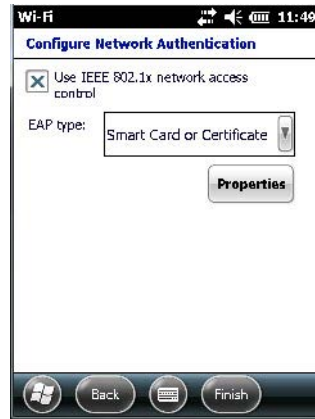 Wi-Fi 11:49
Configure Network Authentication
Use IEEE 802.1x network access
control
EAP type:
Smart Card or Certificate
Properties
Back Finish